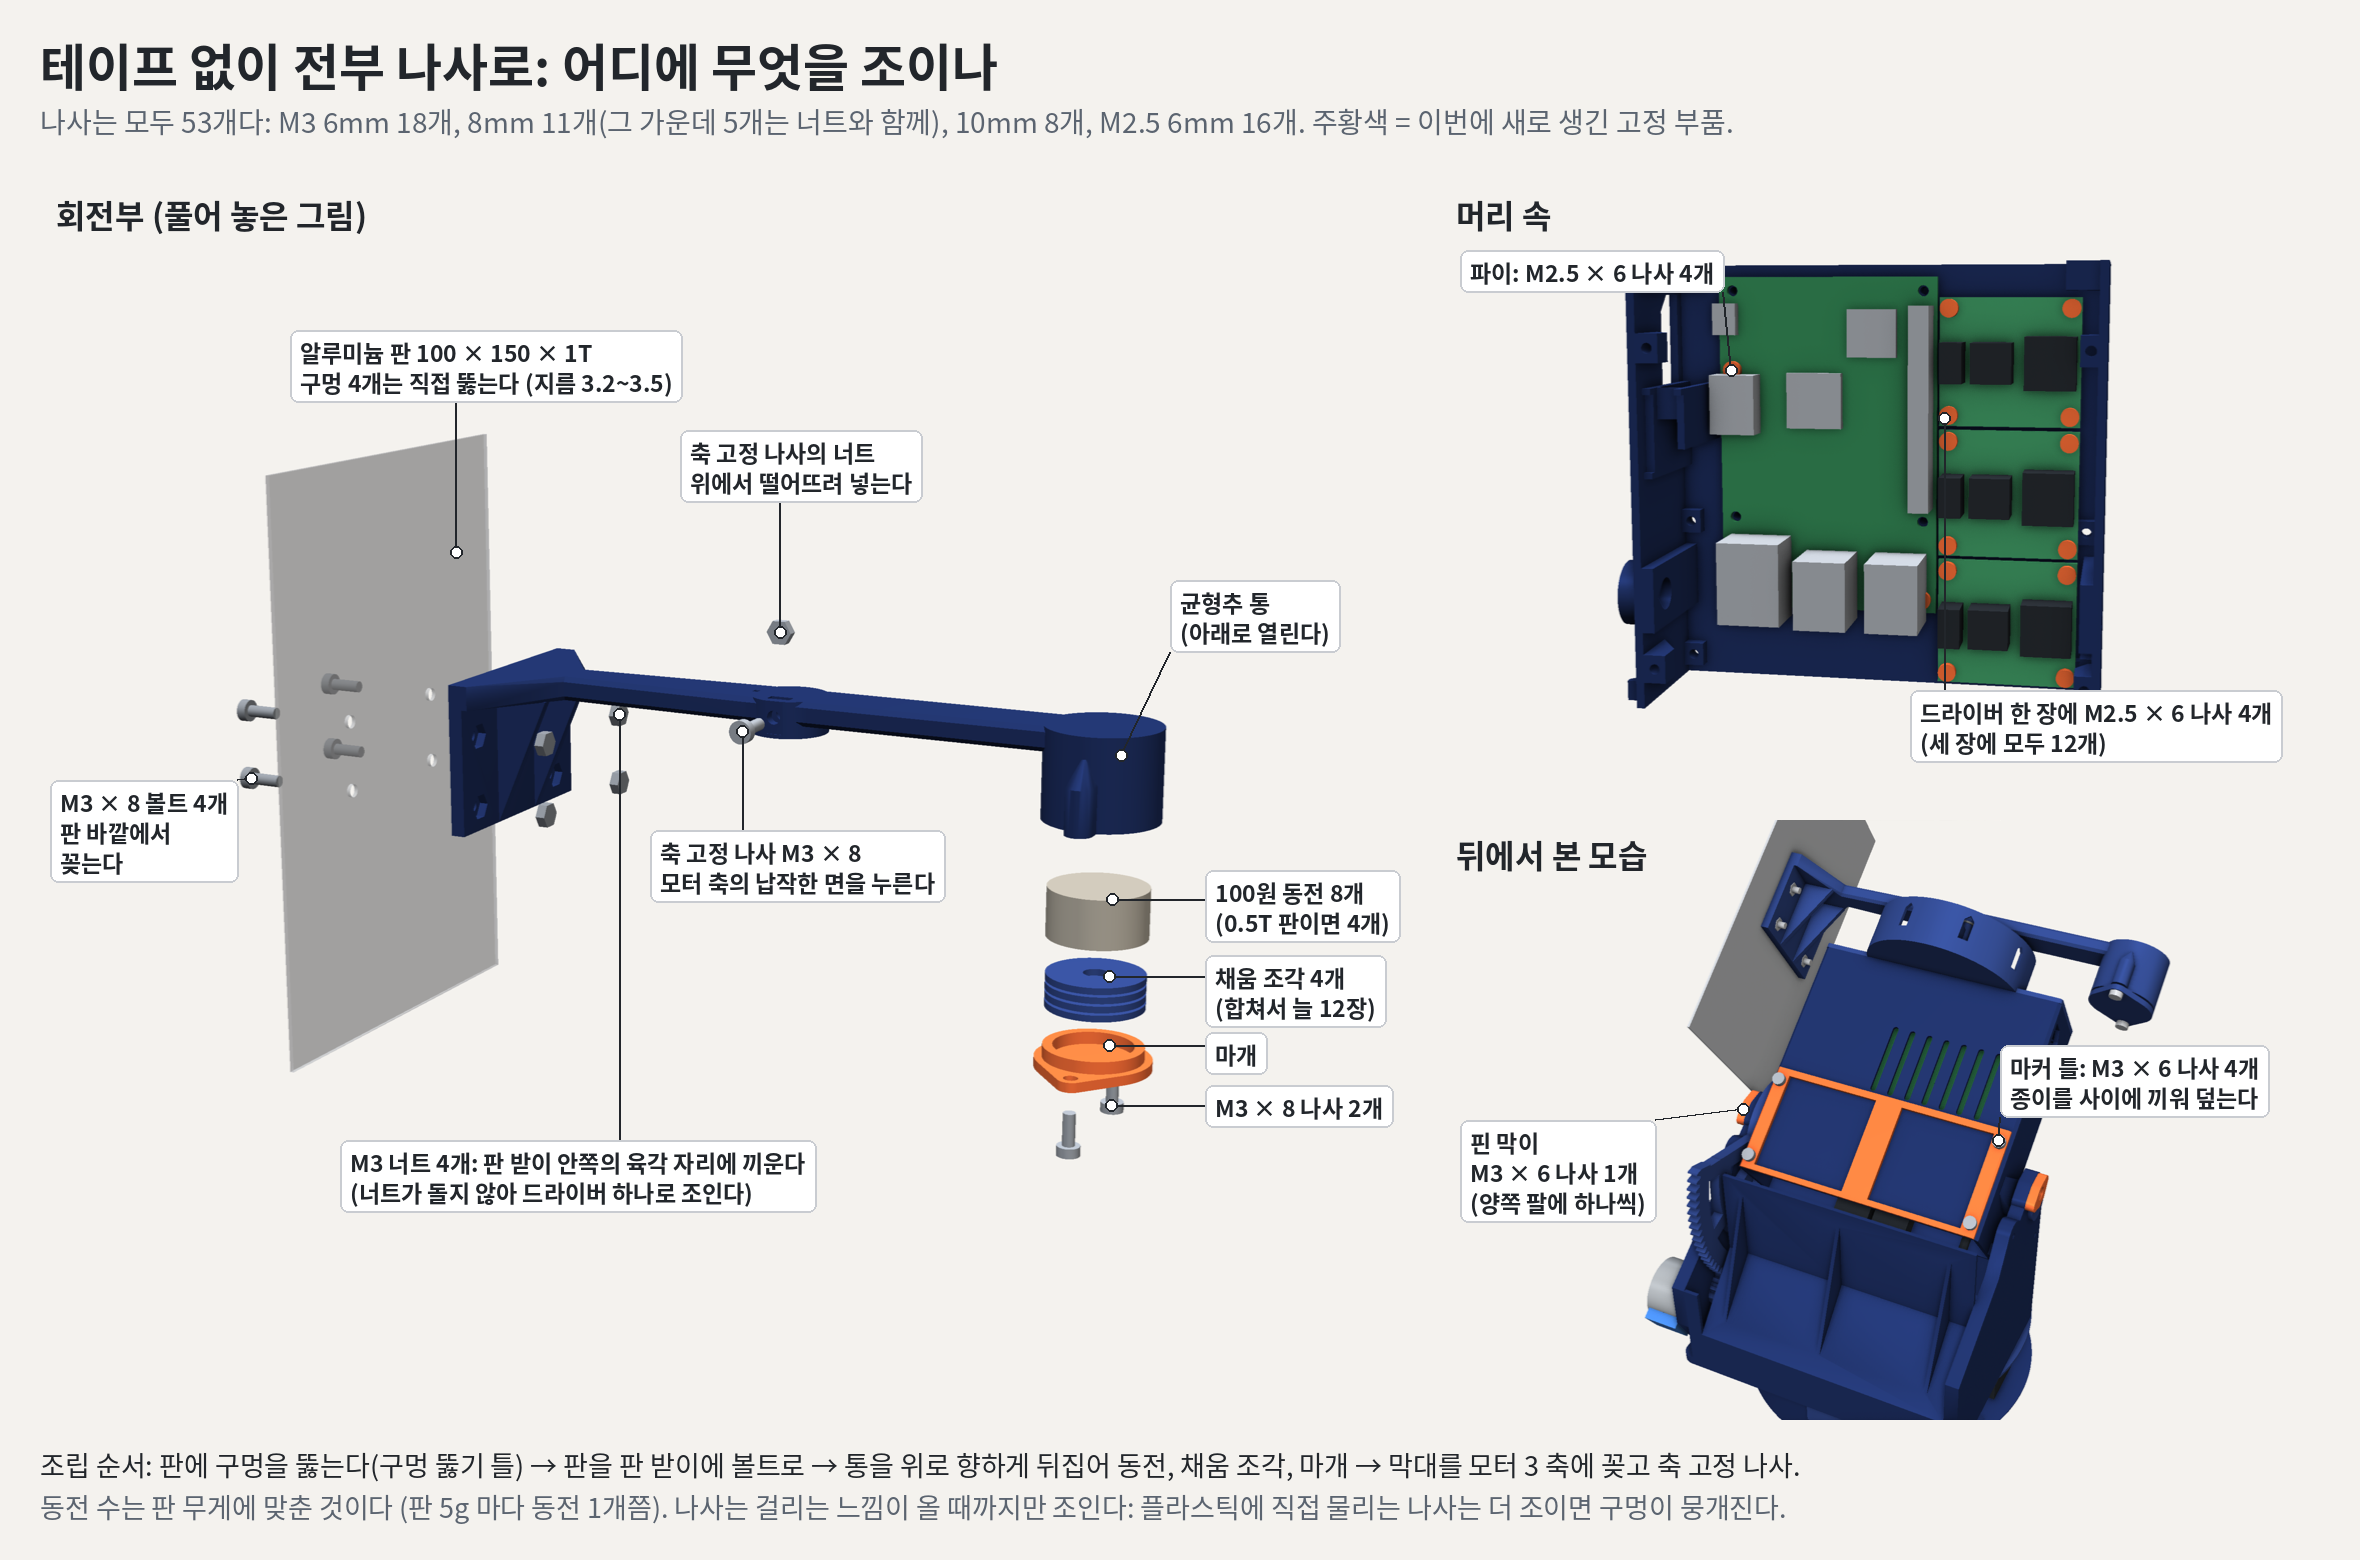 테이프 없이 전부 나사로: 어디에 무엇을 조이나
나사는 모두 53개다: M3 6mm 18개, 8mm 11개(그 가운데 5개는 너트와 함께), 10mm 8개, M2.5 6mm 16개. 주황색 = 이번에 새로 생긴 고정 부품.
회전부 (풀어 놓은 그림)
알루미늄 판 100 × 150 × 1T
구멍 4개는 직접 뚫는다 (지름 3.2~3.5)
축 고정 나사의 너트
위에서 떨어뜨려 넣는다
균형추 통
(아래로 열린다)
M3 × 8 볼트 4개
판 바깥에서
꽂는다
축 고정 나사 M3 × 8
모터 축의 납작한 면을 누른다
100원 동전 8개
(0.5T 판이면 4개)
채움 조각 4개
(합쳐서 늘 12장)
마개
M3 × 8 나사 2개
M3 너트 4개: 판 받이 안쪽의 육각 자리에 끼운다
(너트가 돌지 않아 드라이버 하나로 조인다)
머리 속
파이: M2.5 × 6 나사 4개
드라이버 한 장에 M2.5 × 6 나사 4개
(세 장에 모두 12개)
뒤에서 본 모습
마커 틀: M3 × 6 나사 4개
종이를 사이에 끼워 덮는다
핀 막이
M3 × 6 나사 1개
(양쪽 팔에 하나씩)
조립 순서: 판에 구멍을 뚫는다(구멍 뚫기 틀) → 판을 판 받이에 볼트로 → 통을 위로 향하게 뒤집어 동전, 채움 조각, 마개 → 막대를 모터 3 축에 꽂고 축 고정 나사.
동전 수는 판 무게에 맞춘 것이다 (판 5g 마다 동전 1개쯤). 나사는 걸리는 느낌이 올 때까지만 조인다: 플라스틱에 직접 물리는 나사는 더 조이면 구멍이 뭉개진다.